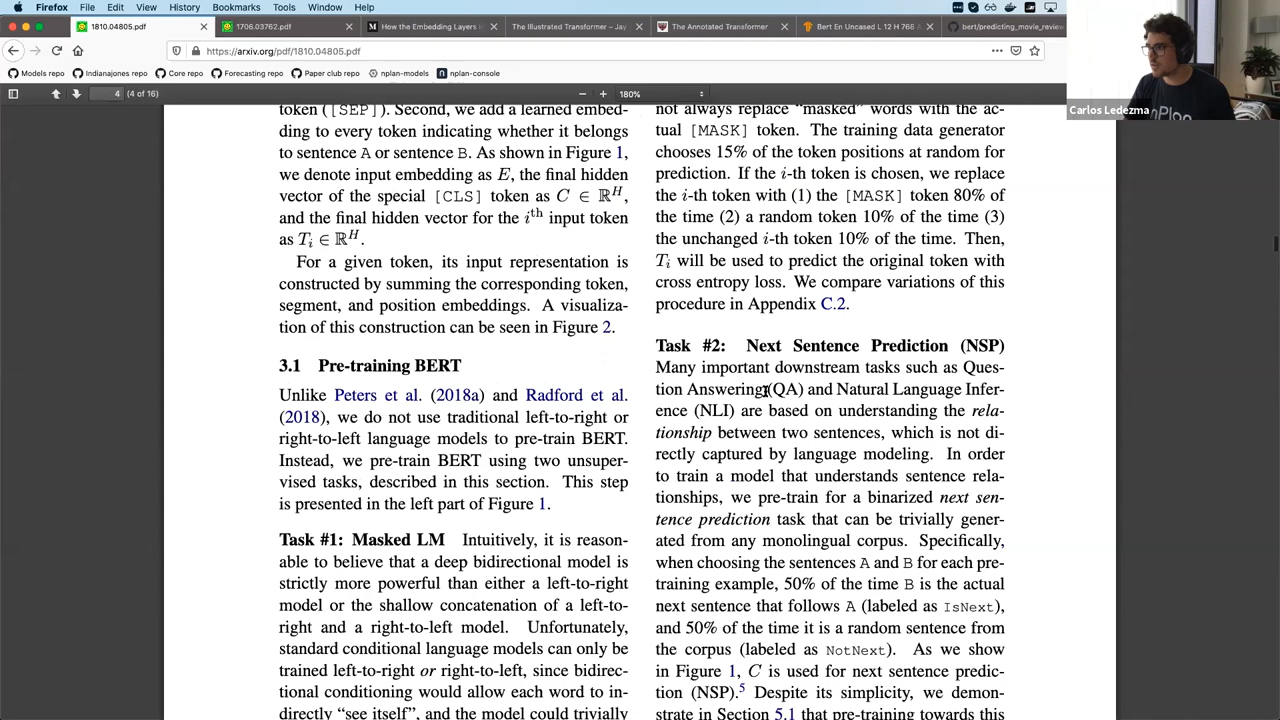 Firefox File Edit View History Bookmarks Tools Window Help
1810.04805.pdf
1706.03762.pdf
How the Embedding Layers i
The Illustrated Transformer – Jay
The Annotated Transformer
Bert En Uncased L 12 H 768 A
bert/predicting_movie_review
https://arxiv.org/pdf/1810.04805.pdf
Models repo Indianajones repo Core repo Forecasting repo Paper club repo nplan-models nplan-console
4 (4 of 16) 180%
Carlos Ledezma
token ([SEP]). Second, we add a learned embed-
ding to every token indicating whether it belongs
to sentence A or sentence B. As shown in Figure 1,
we denote input embedding as E, the final hidden
vector of the special [CLS] token as C ∈ ℝᴴ,
and the final hidden vector for the iᵗʰ input token
as Tᵢ ∈ ℝᴴ.
For a given token, its input representation is
constructed by summing the corresponding token,
segment, and position embeddings. A visualiza-
tion of this construction can be seen in Figure 2.
3.1 Pre-training BERT
Unlike Peters et al. (2018a) and Radford et al.
(2018), we do not use traditional left-to-right or
right-to-left language models to pre-train BERT.
Instead, we pre-train BERT using two unsuper-
vised tasks, described in this section. This step
is presented in the left part of Figure 1.
Task #1: Masked LM Intuitively, it is reason-
able to believe that a deep bidirectional model is
strictly more powerful than either a left-to-right
model or the shallow concatenation of a left-to-
right and a right-to-left model. Unfortunately,
standard conditional language models can only be
trained left-to-right or right-to-left, since bidirec-
tional conditioning would allow each word to in-
directly “see itself”, and the model could trivially
not always replace “masked” words with the ac-
tual [MASK] token. The training data generator
chooses 15% of the token positions at random for
prediction. If the i-th token is chosen, we replace
the i-th token with (1) the [MASK] token 80% of
the time (2) a random token 10% of the time (3)
the unchanged i-th token 10% of the time. Then,
Tᵢ will be used to predict the original token with
cross entropy loss. We compare variations of this
procedure in Appendix C.2.
Task #2: Next Sentence Prediction (NSP)
Many important downstream tasks such as Ques-
tion Answering (QA) and Natural Language Infer-
ence (NLI) are based on understanding the rela-
tionship between two sentences, which is not di-
rectly captured by language modeling. In order
to train a model that understands sentence rela-
tionships, we pre-train for a binarized next sen-
tence prediction task that can be trivially gener-
ated from any monolingual corpus. Specifically,
when choosing the sentences A and B for each pre-
training example, 50% of the time B is the actual
next sentence that follows A (labeled as IsNext),
and 50% of the time it is a random sentence from
the corpus (labeled as NotNext). As we show
in Figure 1, C is used for next sentence predic-
tion (NSP).⁵ Despite its simplicity, we demon-
strate in Section 5.1 that pre-training towards this